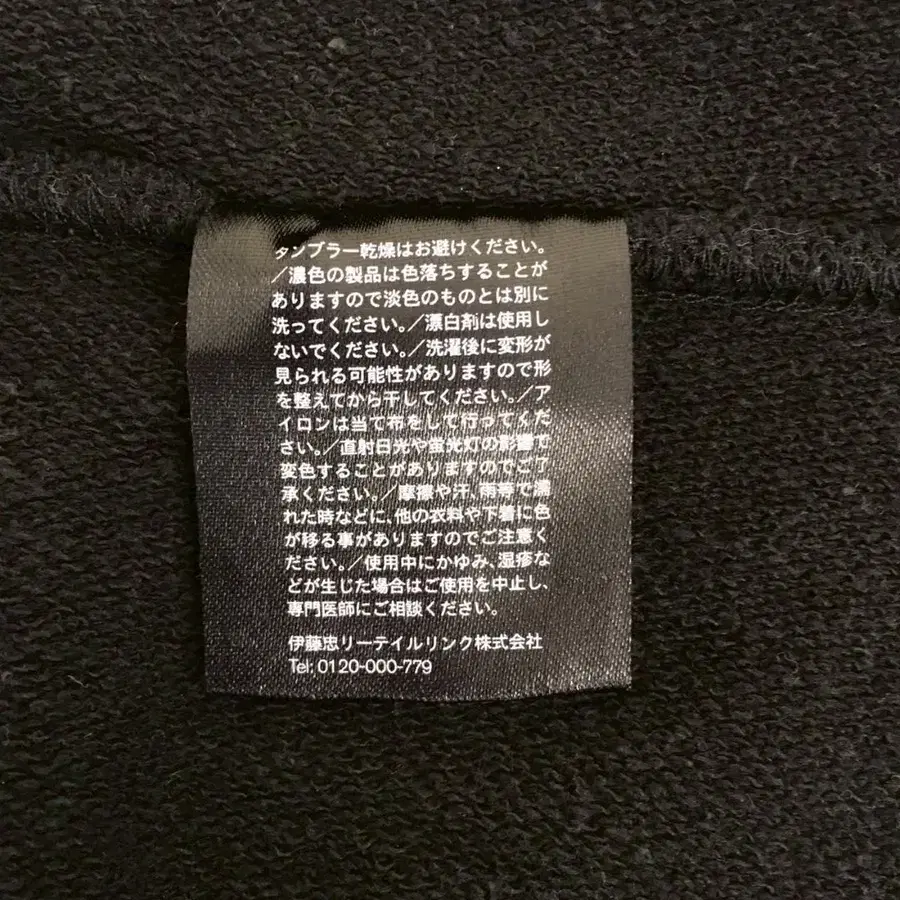 タンブラー乾燥はお避けください。
／濃色の製品は色落ちすることが
ありますので淡色のものとは別に
洗ってください。／漂白剤は使用し
ないでください。／洗濯後に変形が
見られる可能性がありますので形
を整えてから干してください。／ア
イロンは当て布をして行ってくだ
さい。／直射日光や蛍光灯の影響で
変色することがありますのでご了
承ください。／摩擦や汗、雨等で濡
れた時などに、他の衣料や下着に色
が移る事がありますのでご注意く
ださい。／使用中にかゆみ、湿疹な
どが生じた場合はご使用を中止し、
専門医師にご相談ください。
伊藤忠リーテイルリンク株式会社
Tel: 0120-000-779